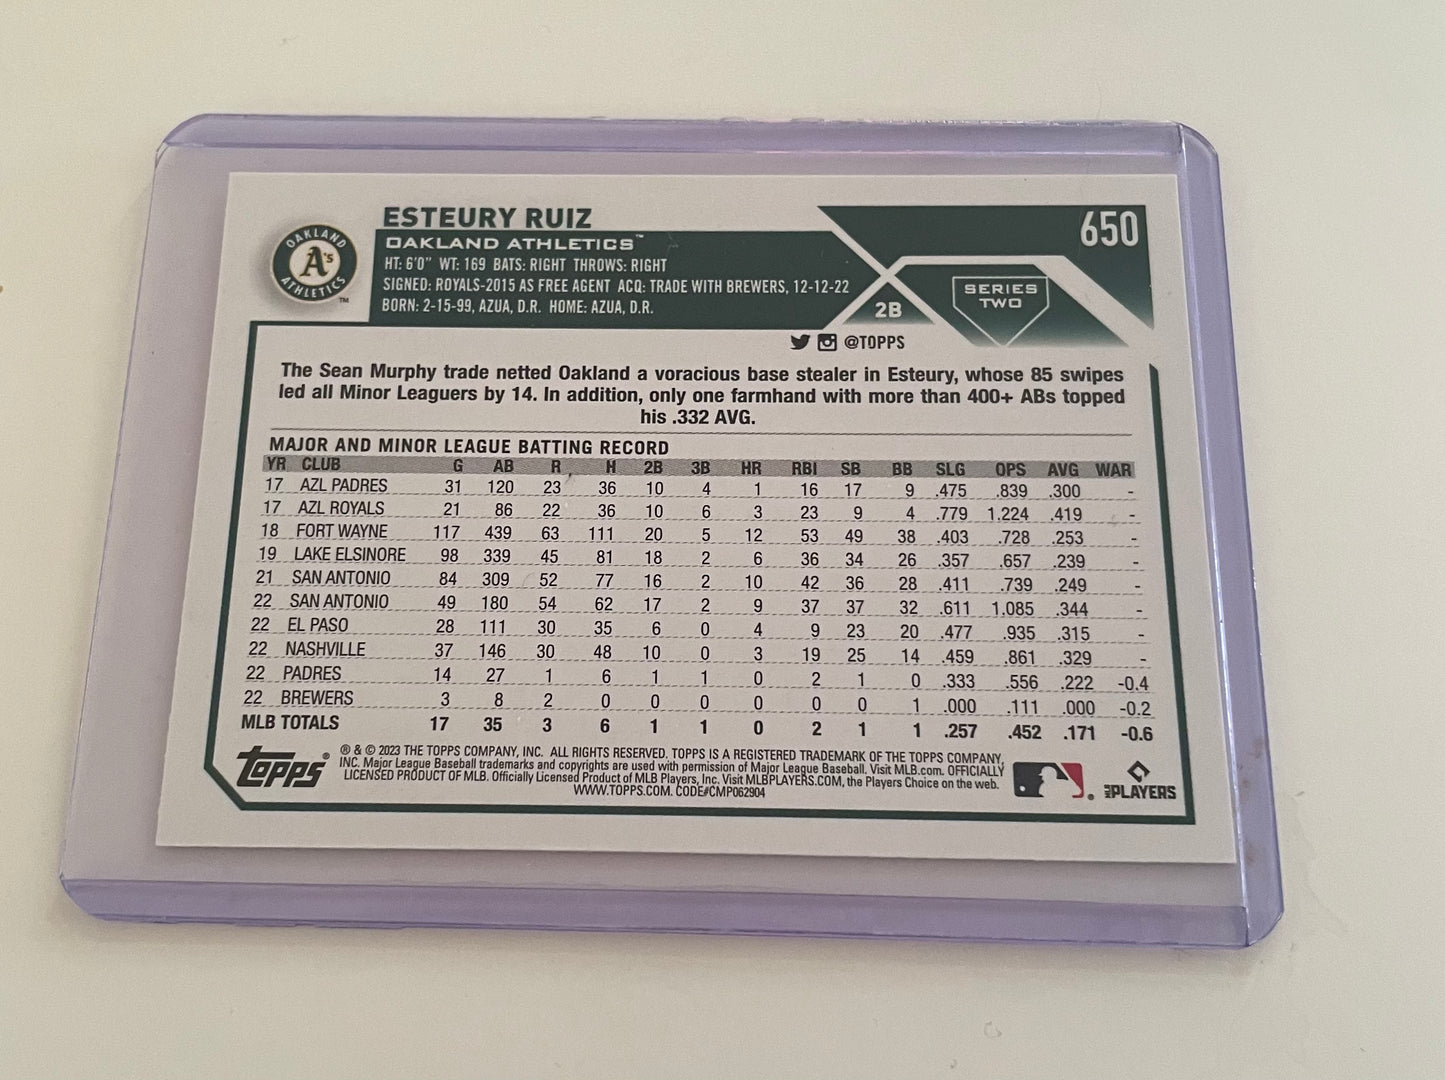 ESTEURY RUIZ
650
OAKLAND A's ATHLETICS ™
OAKLAND ATHLETICS™
HT: 6'0" WT: 169 BATS: RIGHT THROWS: RIGHT
SIGNED: ROYALS-2015 AS FREE AGENT ACQ: TRADE WITH BREWERS, 12-12-22
BORN: 2-15-99, AZUA, D.R. HOME: AZUA, D.R.
2B
SERIES
TWO
@TOPPS
The Sean Murphy trade netted Oakland a voracious base stealer in Esteury, whose 85 swipes
led all Minor Leaguers by 14. In addition, only one farmhand with more than 400+ ABs topped
his .332 AVG.
MAJOR AND MINOR LEAGUE BATTING RECORD
YR CLUB G AB R H 2B 3B HR RBI SB BB SLG OPS AVG WAR
17 AZL PADRES 31 120 23 36 10 4 1 16 17 9 .475 .839 .300 -
17 AZL ROYALS 21 86 22 36 10 6 3 23 9 4 .779 1.224 .419 -
18 FORT WAYNE 117 439 63 111 20 5 12 53 49 38 .403 .728 .253 -
19 LAKE ELSINORE 98 339 45 81 18 2 6 36 34 26 .357 .657 .239 -
21 SAN ANTONIO 84 309 52 77 16 2 10 42 36 28 .411 .739 .249 -
22 SAN ANTONIO 49 180 54 62 17 2 9 37 37 32 .611 1.085 .344 -
22 EL PASO 28 111 30 35 6 0 4 9 23 20 .477 .935 .315 -
22 NASHVILLE 37 146 30 48 10 0 3 19 25 14 .459 .861 .329 -
22 PADRES 14 27 1 6 1 1 0 2 1 0 .333 .556 .222 -0.4
22 BREWERS 3 8 2 0 0 0 0 0 0 1 .000 .111 .000 -0.2
MLB TOTALS 17 35 3 6 1 1 0 2 1 1 .257 .452 .171 -0.6
topps®
® & © 2023 THE TOPPS COMPANY, INC. ALL RIGHTS RESERVED. TOPPS IS A REGISTERED TRADEMARK OF THE TOPPS COMPANY,
INC. Major League Baseball trademarks and copyrights are used with permission of Major League Baseball. Visit MLB.com. OFFICIALLY
LICENSED PRODUCT OF MLB. Officially Licensed Product of MLB Players, Inc. Visit MLBPLAYERS.COM, the Players Choice on the web.
WWW.TOPPS.COM. CODE#CMP062904
®
MLB PLAYERS